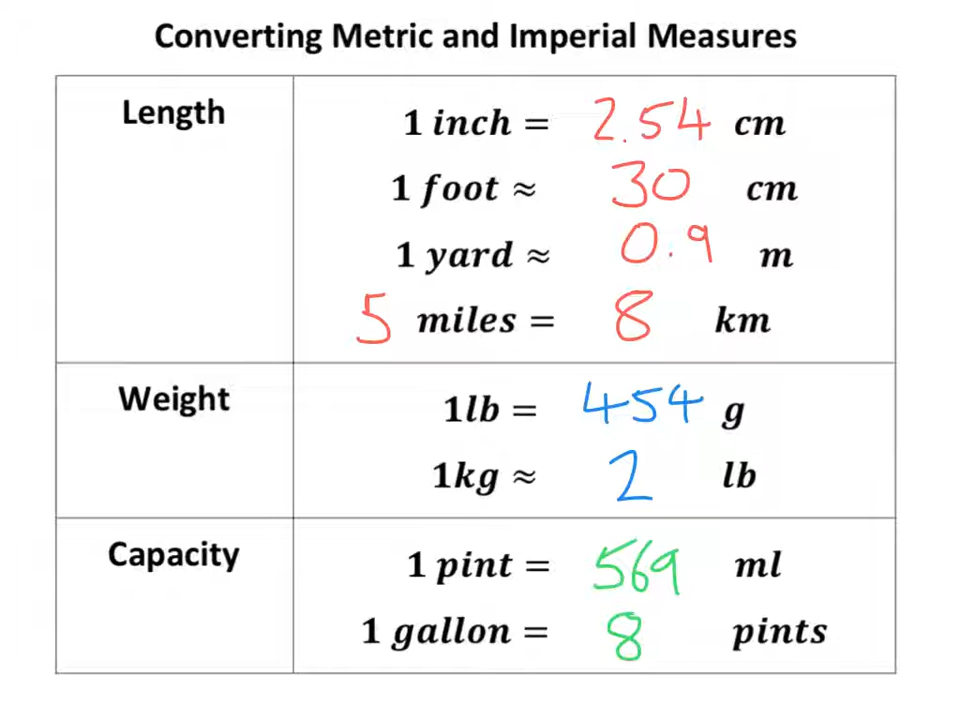 Converting Metric and Imperial Measures
Length
1 inch = 2.54 cm
1 foot ≈ 30 cm
1 yard ≈ 0.9 m
5 miles = 8 km
Weight
1lb = 454 g
1kg ≈ 2 lb
Capacity
1 pint = 569 ml
1 gallon = 8 pints